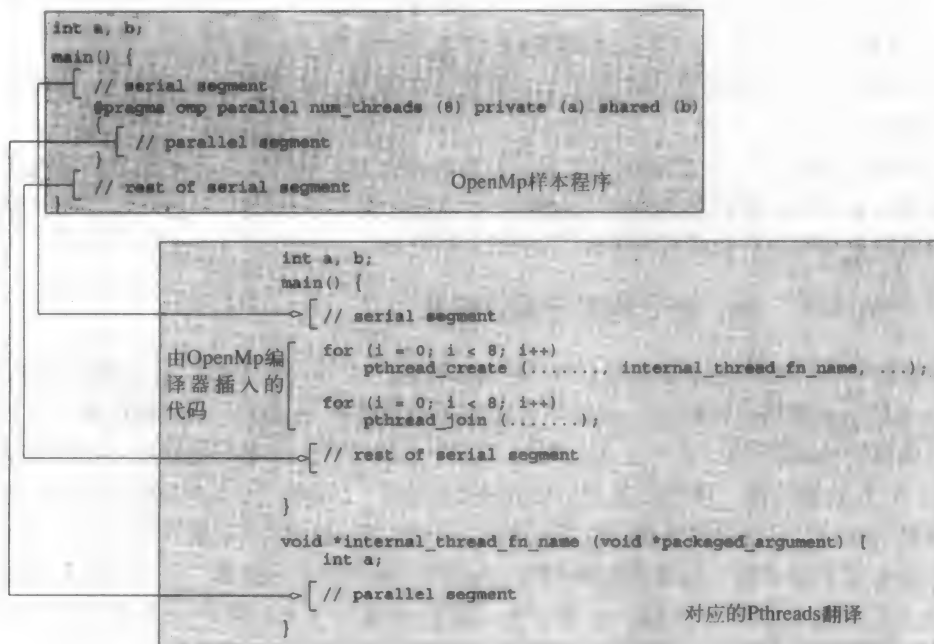 int a, b;
main() {
// serial segment
#pragma omp parallel num_threads (8) private (a) shared (b)
{
// parallel segment
}
// rest of serial segment
}
OpenMp样本程序
int a, b;
main() {
// serial segment
由OpenMp编
译器插入的
代码
for (i = 0; i < 8; i++)
pthread_create (......., internal_thread_fn_name, ...);
for (i = 0; i < 8; i++)
pthread_join (.......);
// rest of serial segment
}
void *internal_thread_fn_name (void *packaged_argument) [
int a;
// parallel segment
}
对应的Pthreads翻译